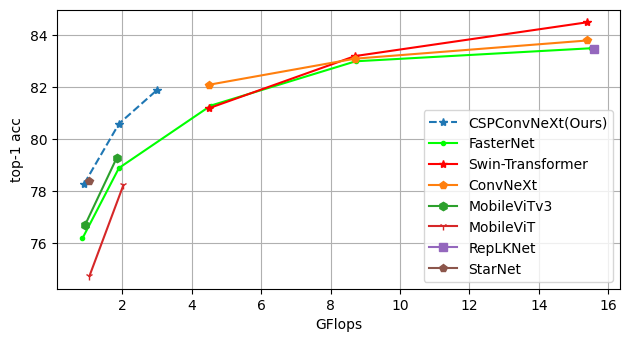 84
82
80
78
76
top-1 acc
2
4
6
8
10
12
14
16
GFlops
CSPConvNeXt(Ours)
FasterNet
Swin-Transformer
ConvNeXt
MobileViTv3
MobileViT
RepLKNet
StarNet